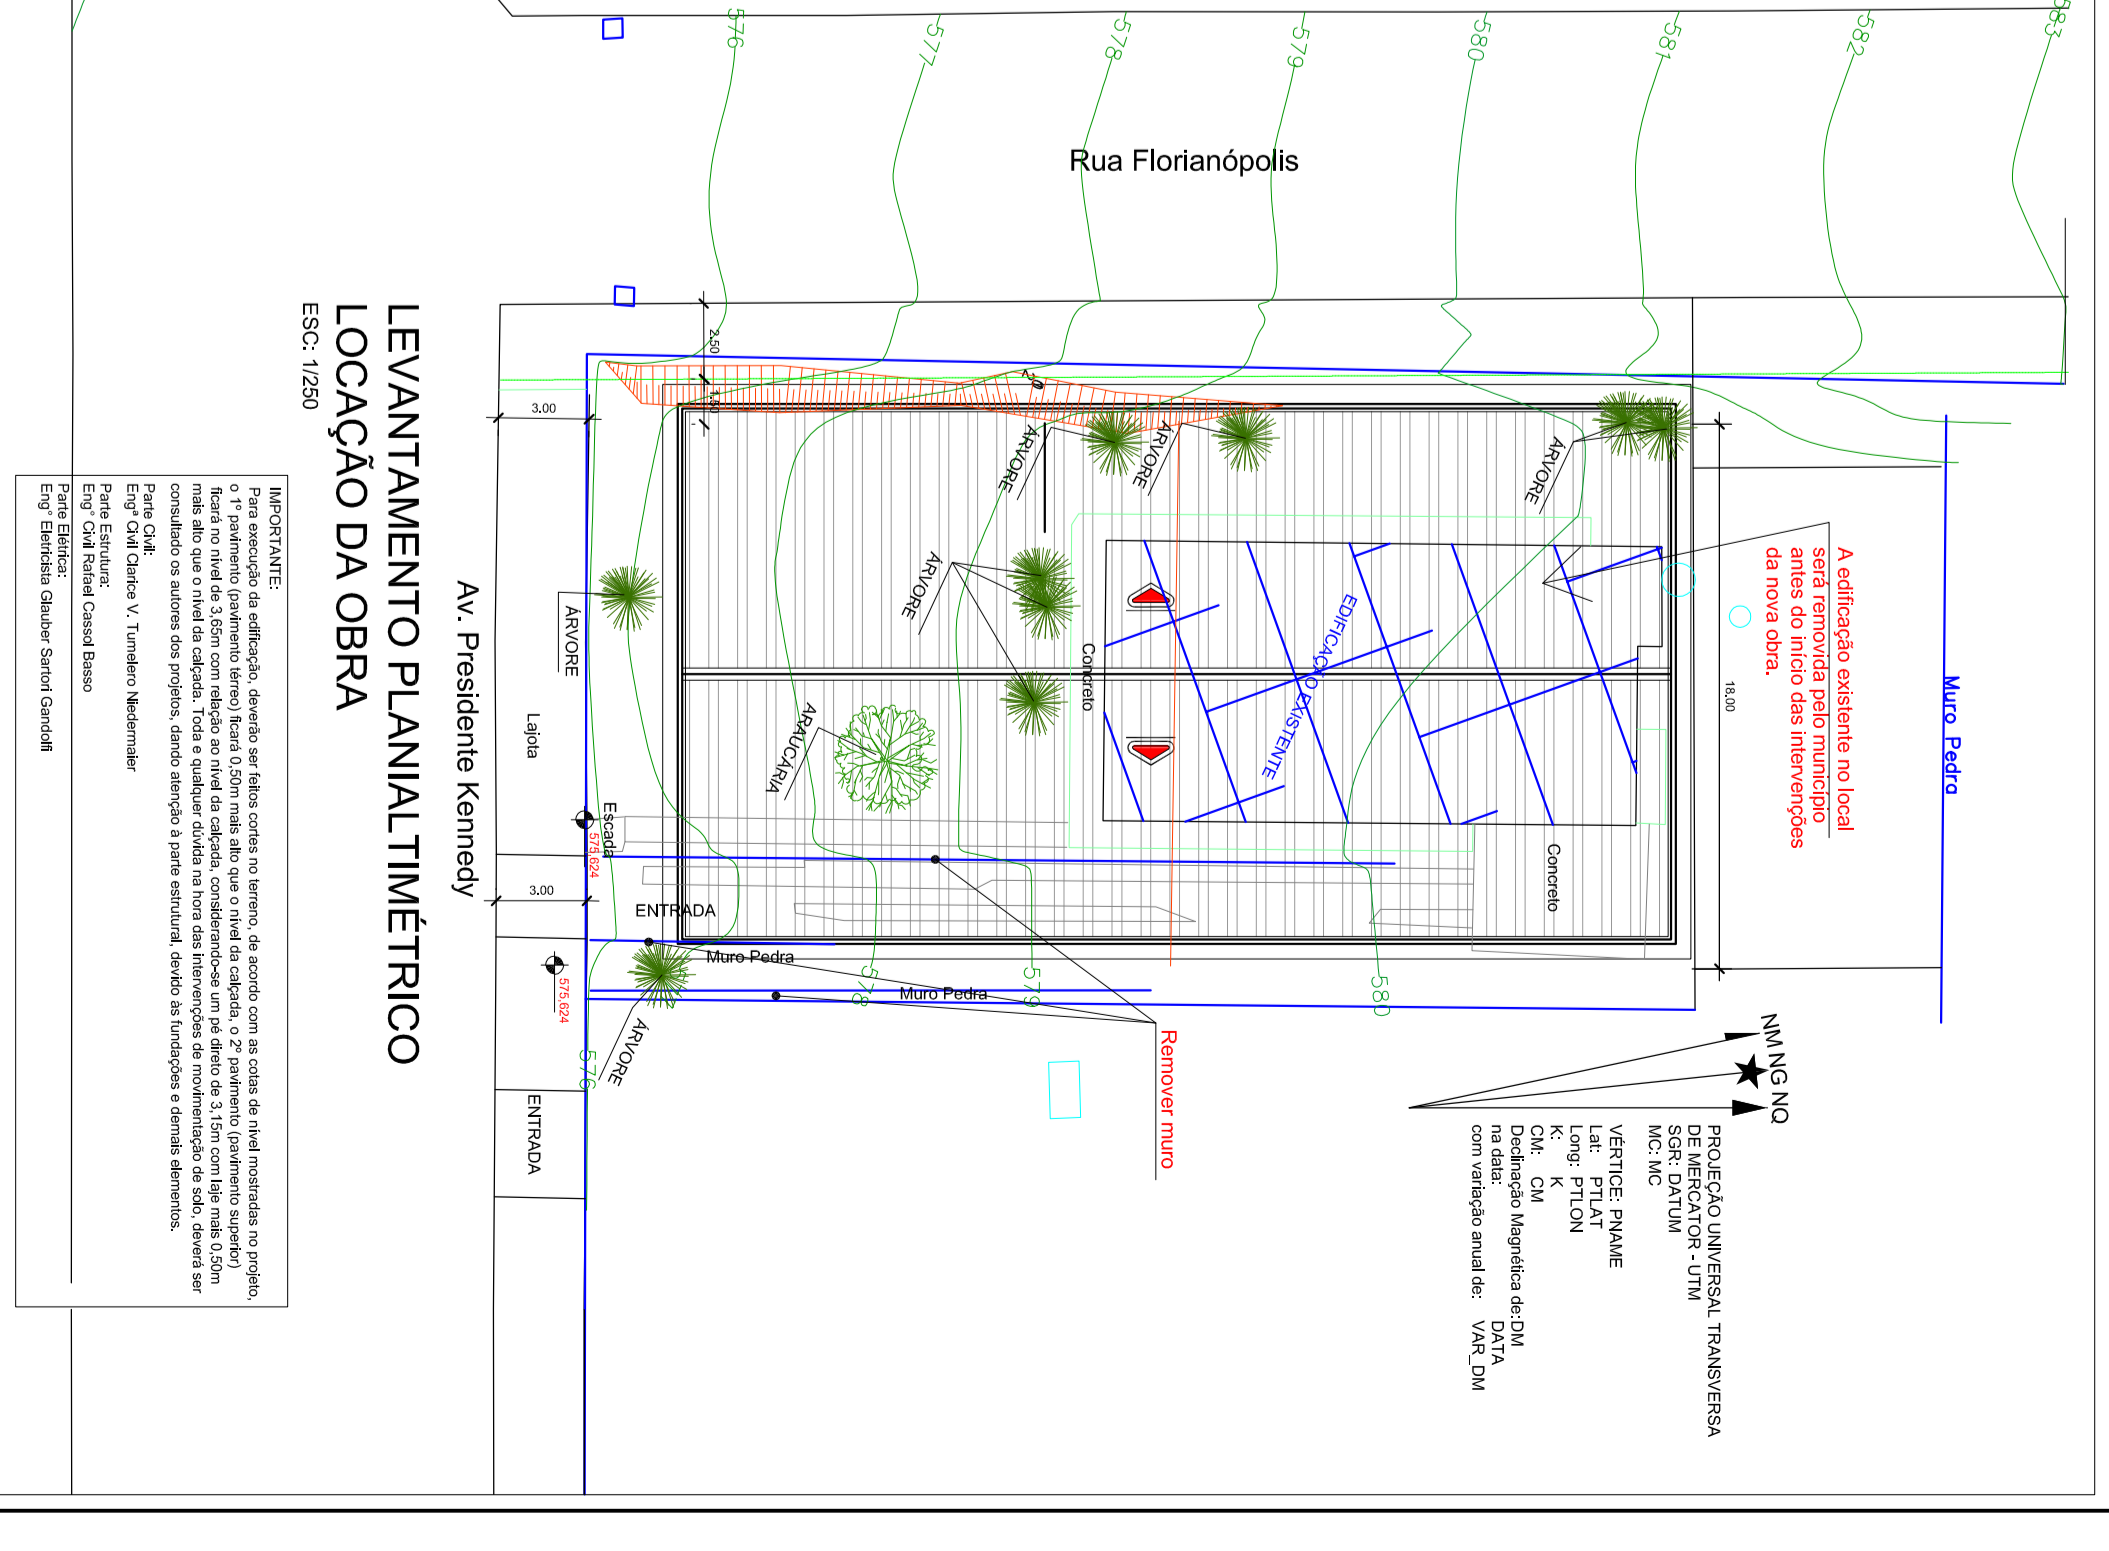 576
577
578
579
580
581
582
583
Rua Florianópolis
2.50
1.50
3.00
ÁRVORE
ÁRVORE
ÁRVORE
ÁRVORE
ÁRVORE
ARAUCÁRIA
Concreto
EDIFICAÇÃO EXISTENTE
Concreto
18.00
A edificação existente no local
será removida pelo município
antes do início das intervenções
da nova obra.
Muro Pedra
Lajota
Escada
575,624
3.00
ENTRADA
Muro Pedra
Muro Pedra
575,624
ÁRVORE
576
578
579
580
Remover muro
ENTRADA
Av. Presidente Kennedy
LEVANTAMENTO PLANIALTIMÉTRICO
LOCAÇÃO DA OBRA
ESC: 1/250
NM NG NQ
PROJEÇÃO UNIVERSAL TRANSVERSA
DE MERCATOR - UTM
SGR: DATUM
MC: MC
VÉRTICE: PNAME
Lat: PTLAT
Long: PTLON
K: K
CM: CM
Declinação Magnética de:DM
na data: DATA
com variação anual de: VAR_DM
IMPORTANTE:
Para execução da edificação, deverão ser feitos cortes no terreno, de acordo com as cotas de nível mostradas no projeto,
o 1º pavimento (pavimento térreo) ficará 0,50m mais alto que o nível da calçada, o 2º pavimento (pavimento superior)
ficará no nível de 3,65m com relação ao nível da calçada, considerando-se um pé direto de 3,15m com laje mais 0,50m
mais alto que o nível da calçada. Toda e qualquer dúvida na hora das intervenções de movimentação de solo, deverá ser
consultado os autores dos projetos, dando atenção à parte estrutural, devido às fundações e demais elementos.
Parte Civil:
Engª Civil Clarice V. Tumelero Niedermaier
Parte Estrutura:
Eng° Civil Rafael Cassol Basso
Parte Elétrica:
Eng° Eletricista Glauber Sartori Gandolfi